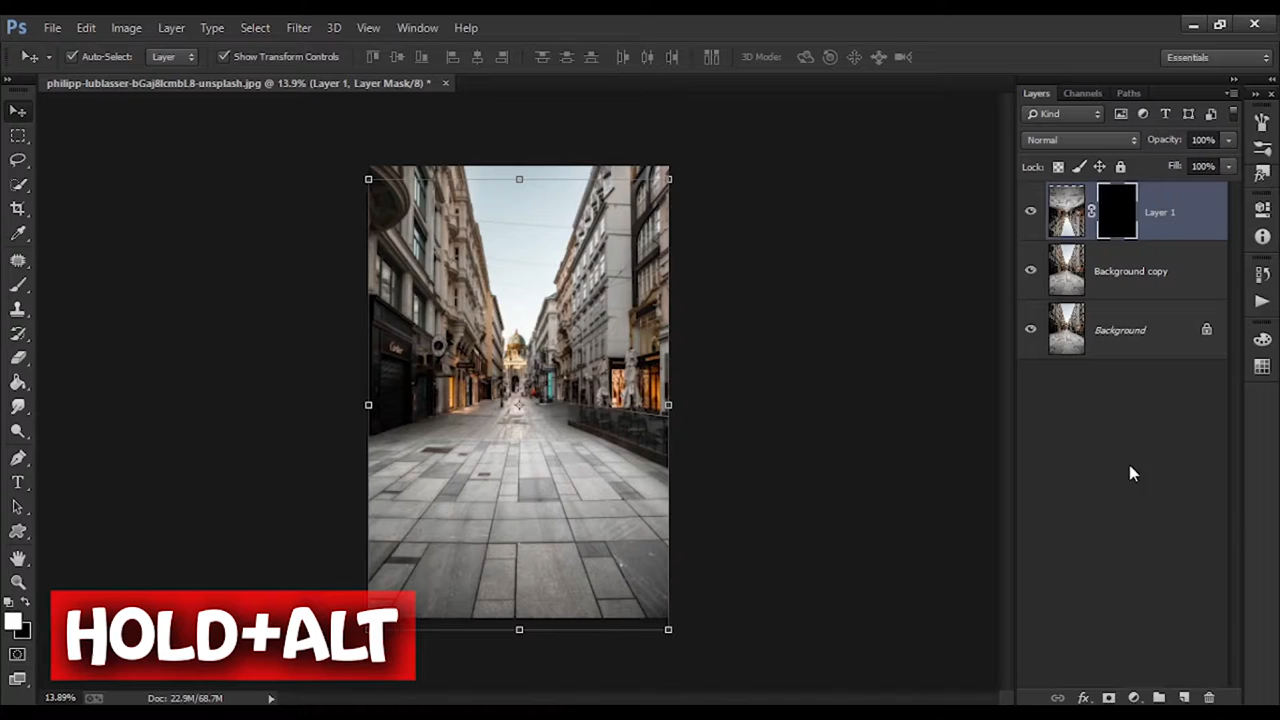 Ps File Edit Image Layer Type Select Filter 3D View Window Help
Auto-Select: Layer Show Transform Controls 3D Mode: Essentials
philipp-lublasser-bGaj8lcmbL8-unsplash.jpg @ 13.9% (Layer 1, Layer Mask/8) *
Layers Channels Paths
Kind
Normal Opacity: 100%
Lock: Fill: 100%
Layer 1
Background copy
Background
Cartier
HOLD+ALT
13.89% Doc: 22.9M/68.7M
fx